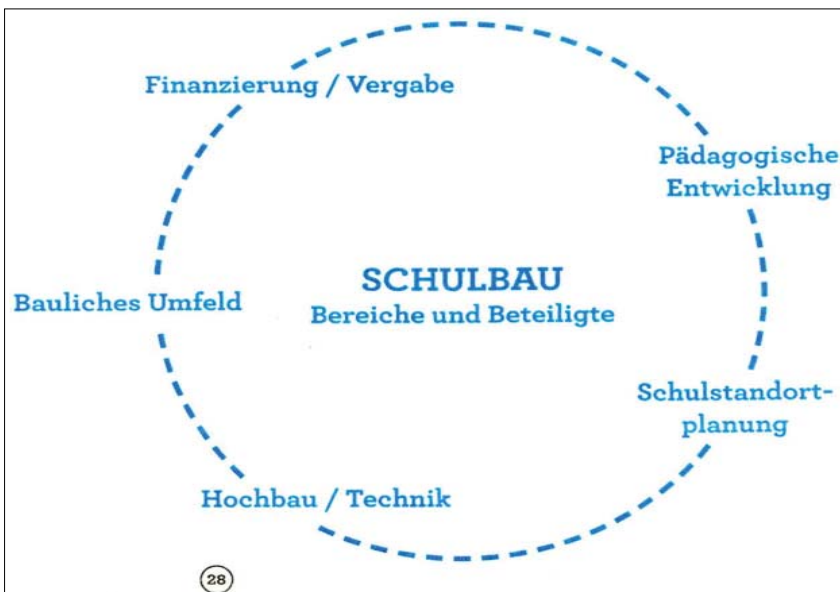 Finanzierung / Vergabe
Pädagogische
Entwicklung
SCHULBAU
Bereiche und Beteiligte
Bauliches Umfeld
Schulstandort-
planung
Hochbau / Technik
28